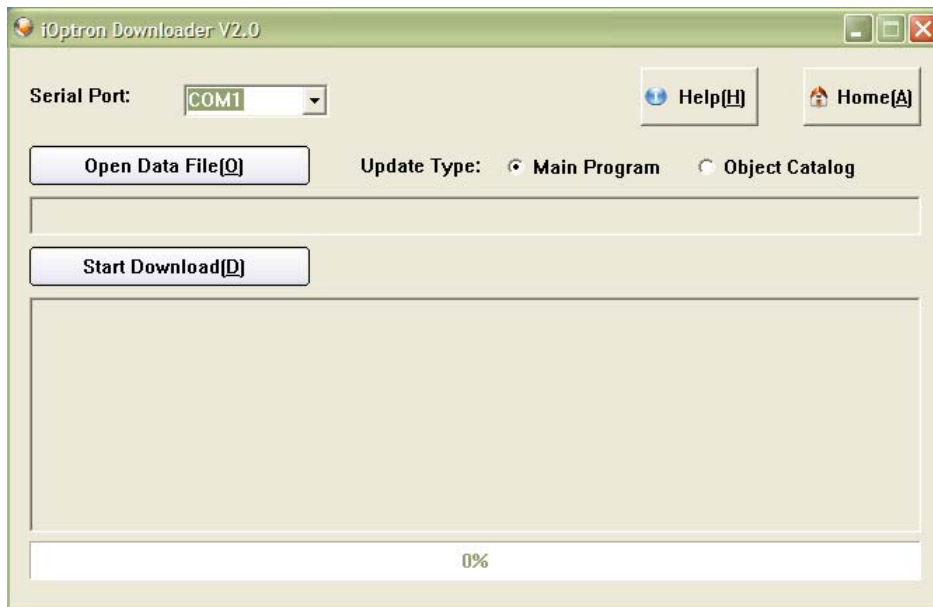 iOptron Downloader V2.0
Serial Port: COM1 Help(H) Home(A)
Open Data File(O) Update Type: Main Program Object Catalog
Start Download(D)
0%